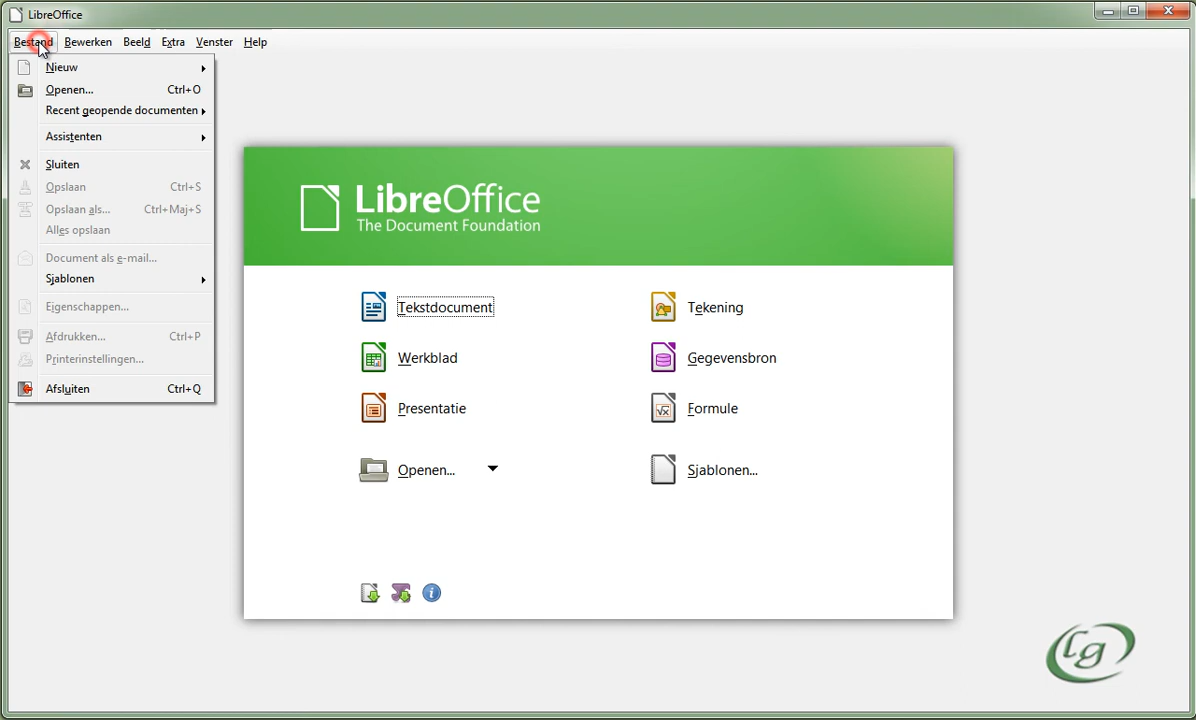 LibreOffice
Bestand Bewerken Beeld Extra Venster Help
Nieuw
Openen... Ctrl+O
Recent geopende documenten
Assistenten
Sluiten
Opslaan Ctrl+S
Opslaan als... Ctrl+Maj+S
Alles opslaan
Document als e-mail...
Sjablonen
Eigenschappen...
Afdrukken... Ctrl+P
Printerinstellingen...
Afsluiten Ctrl+Q
LibreOffice
The Document Foundation
Tekstdocument Tekening
Werkblad Gegevensbron
Presentatie Formule
Openen... Sjablonen...
Lg